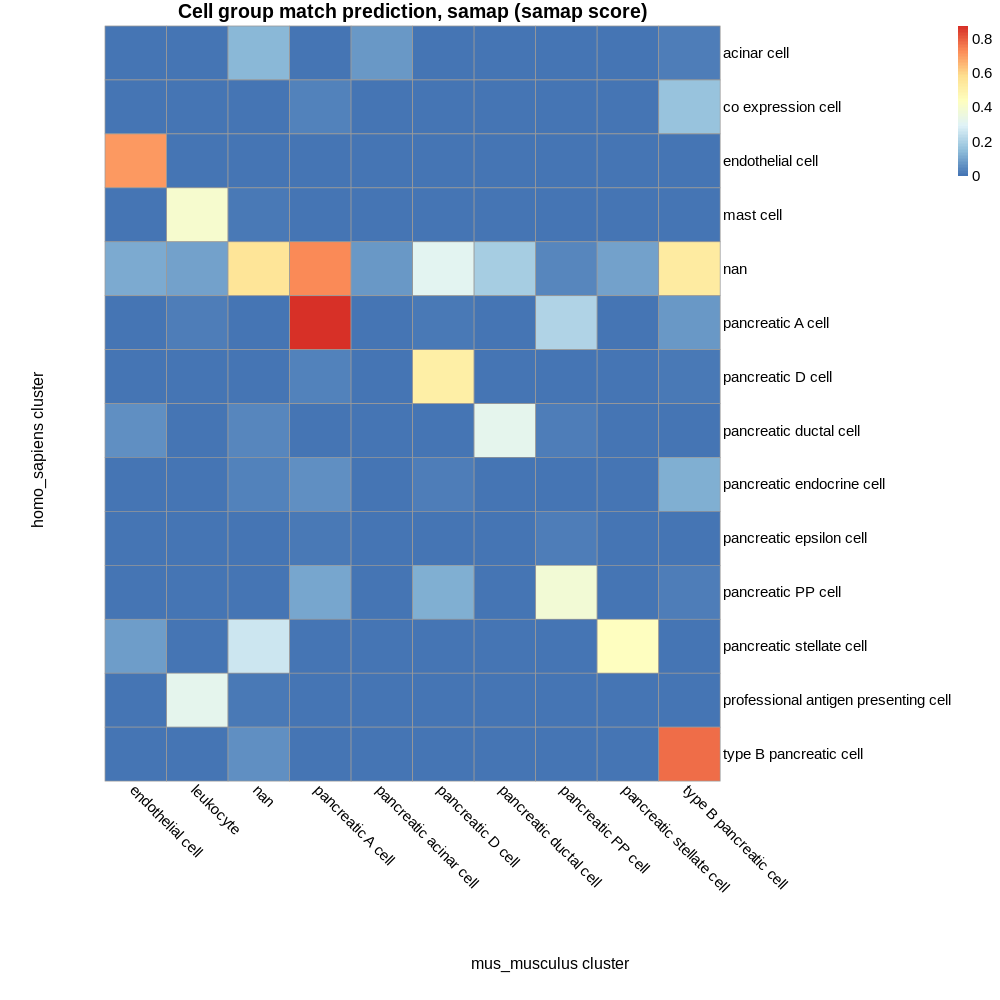 Cell group match prediction, samap (samap score)
acinar cell
co expression cell
endothelial cell
mast cell
nan
pancreatic A cell
pancreatic D cell
pancreatic ductal cell
pancreatic endocrine cell
pancreatic epsilon cell
pancreatic PP cell
pancreatic stellate cell
professional antigen presenting cell
type B pancreatic cell
0.8
0.6
0.4
0.2
0
homo_sapiens cluster
endothelial cell
leukocyte
nan
pancreatic A cell
pancreatic acinar cell
pancreatic D cell
pancreatic ductal cell
pancreatic PP cell
pancreatic stellate cell
type B pancreatic cell
mus_musculus cluster